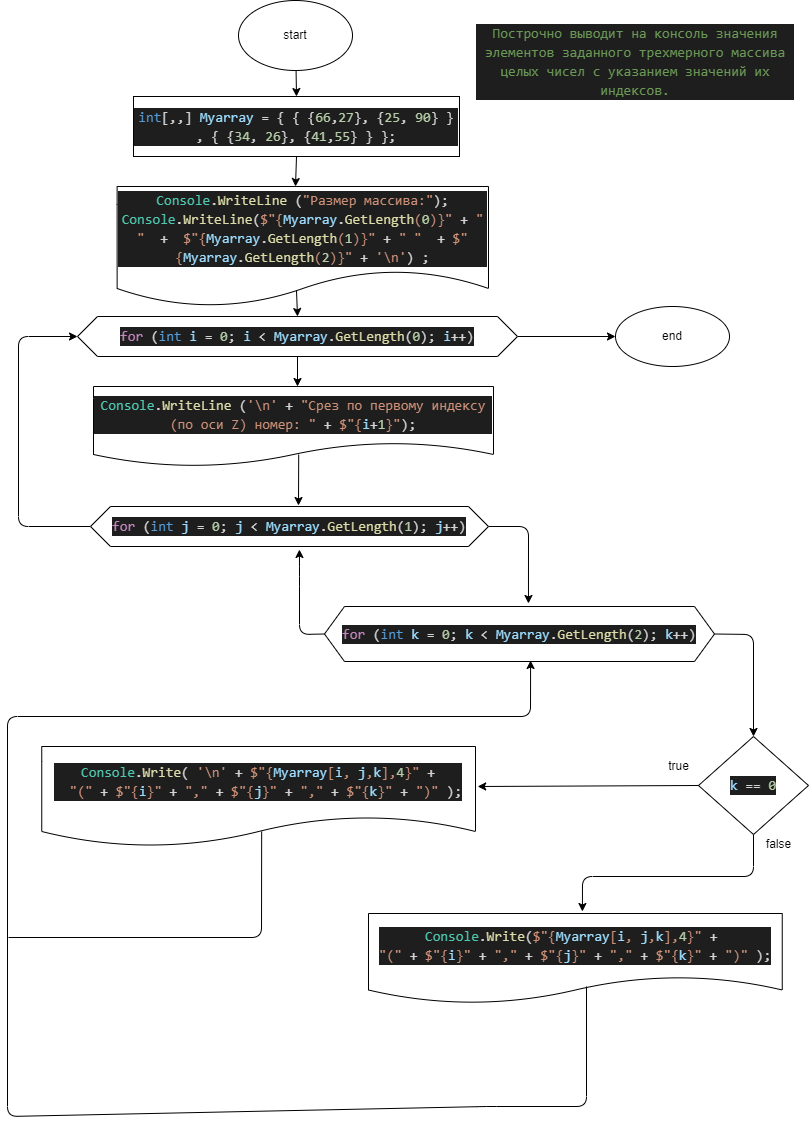 start
Построчно выводит на консоль значения
элементов заданного трехмерного массива
целых чисел с указанием значений их
индексов.
int[,,] Myarray = { { {66,27}, {25, 90} }
, { {34, 26}, {41,55} } };
Console.WriteLine ("Размер массива:");
Console.WriteLine($"{Myarray.GetLength(0)}" + "
" + $"{Myarray.GetLength(1)}" + " " + $"
{Myarray.GetLength(2)}" + '\n') ;
for (int i = 0; i < Myarray.GetLength(0); i++)
end
Console.WriteLine ('\n' + "Срез по первому индексу
(по оси Z) номер: " + $"{i+1}");
for (int j = 0; j < Myarray.GetLength(1); j++)
for (int k = 0; k < Myarray.GetLength(2); k++)
true
k == 0
Console.Write( '\n' + $"{Myarray[i, j,k],4}" +
"(" + $"{i}" + "," + $"{j}" + "," + $"{k}" + ")" );
false
Console.Write($"{Myarray[i, j,k],4}" +
"(" + $"{i}" + "," + $"{j}" + "," + $"{k}" + ")" );